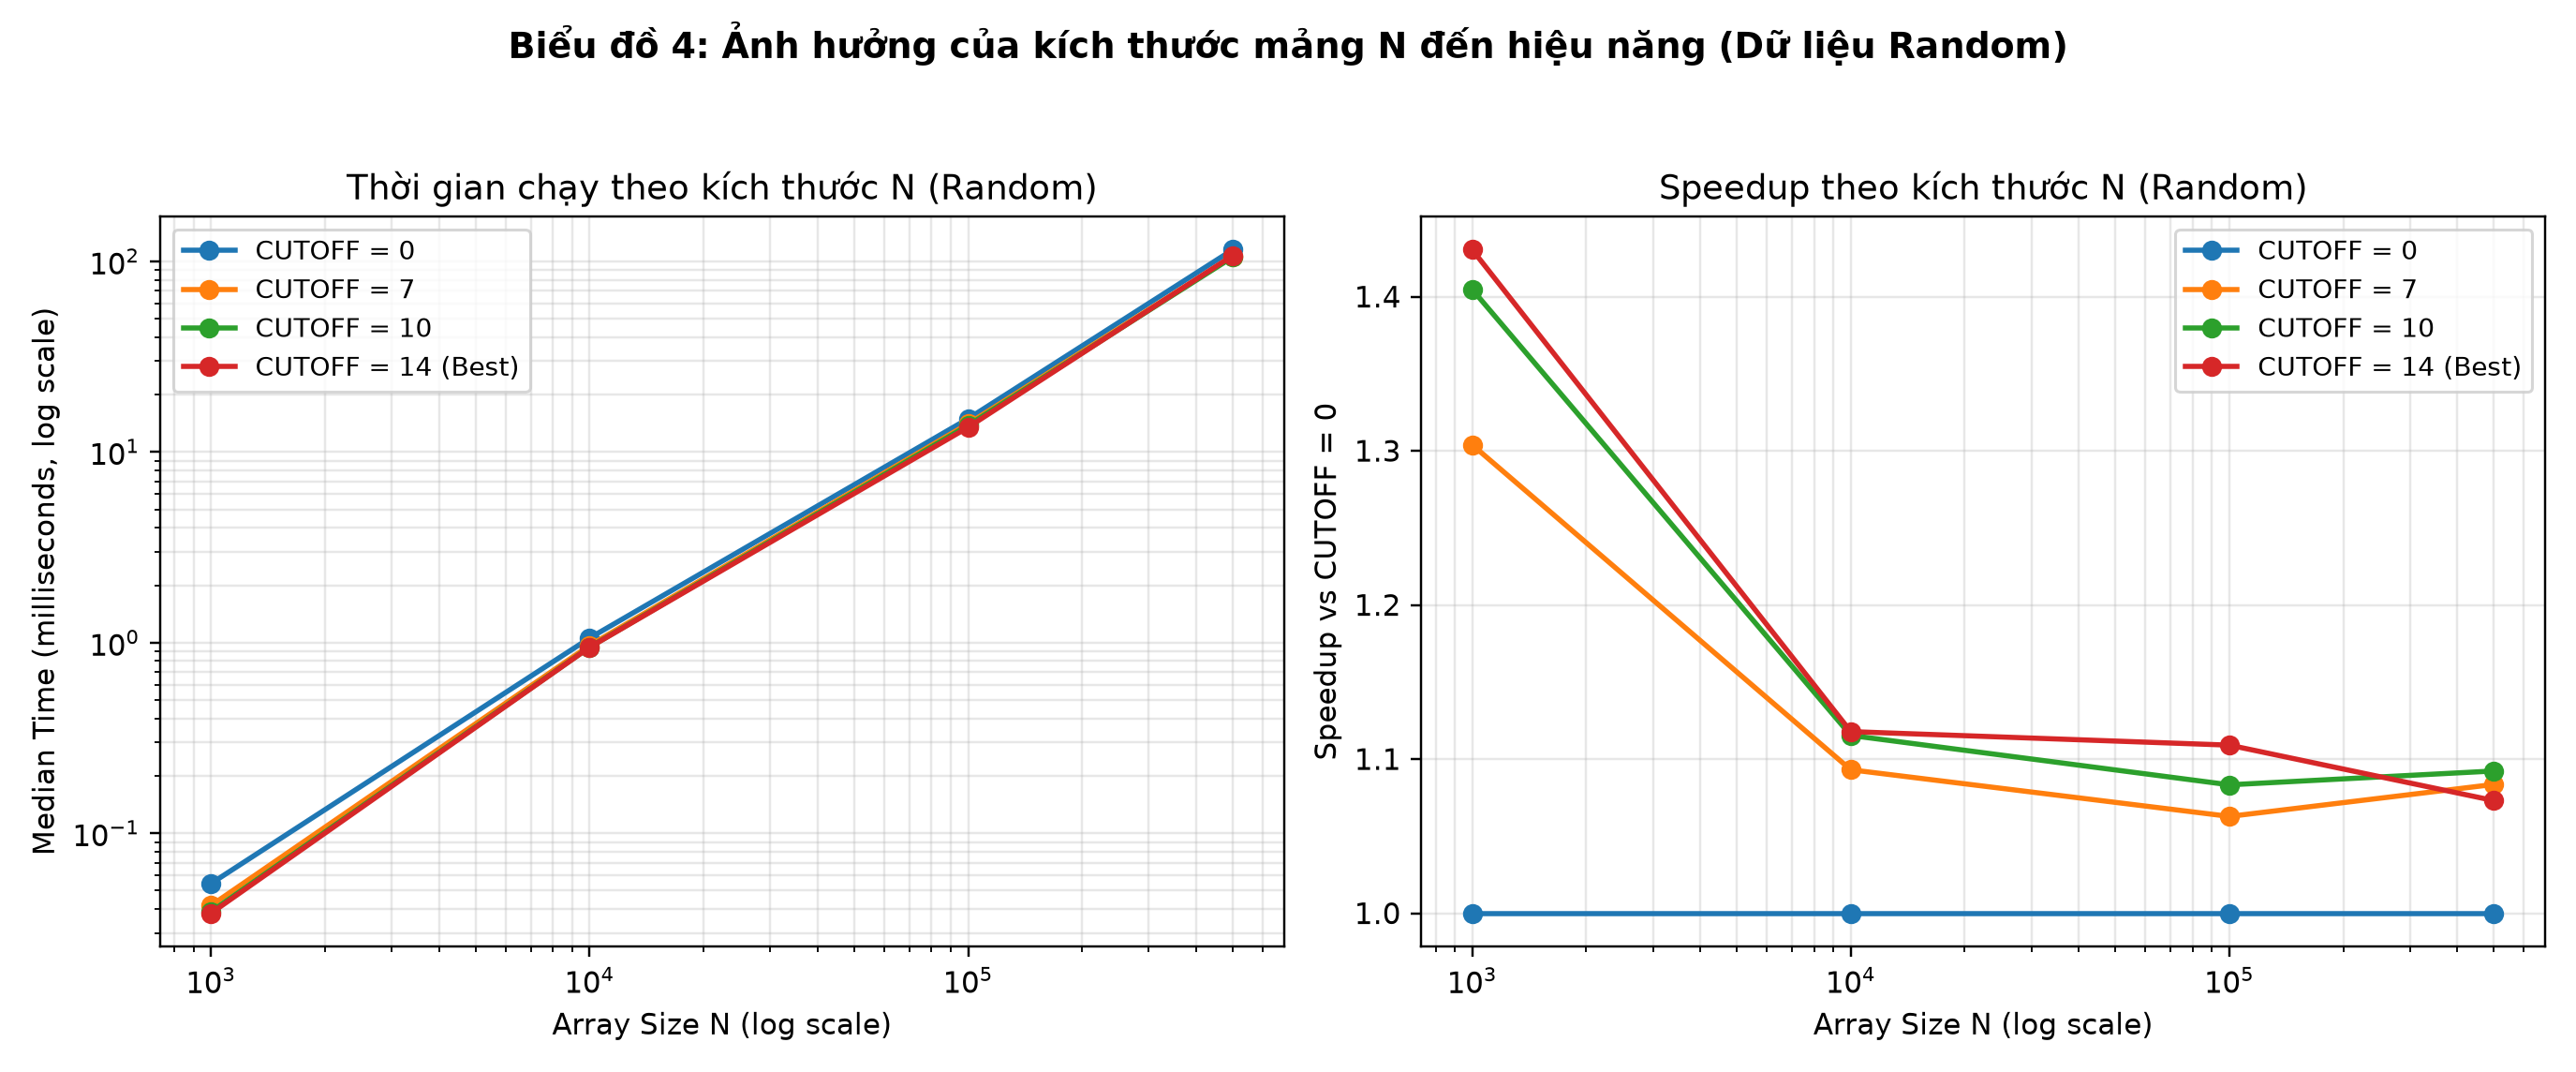 Biểu đồ 4: Ảnh hưởng của kích thước mảng N đến hiệu năng (Dữ liệu Random)
Thời gian chạy theo kích thước N (Random)
Median Time (milliseconds, log scale)
10²
10¹
10⁰
10⁻¹
CUTOFF = 0
CUTOFF = 7
CUTOFF = 10
CUTOFF = 14 (Best)
10³
10⁴
10⁵
Array Size N (log scale)
Speedup theo kích thước N (Random)
Speedup vs CUTOFF = 0
1.4
1.3
1.2
1.1
1.0
CUTOFF = 0
CUTOFF = 7
CUTOFF = 10
CUTOFF = 14 (Best)
10³
10⁴
10⁵
Array Size N (log scale)